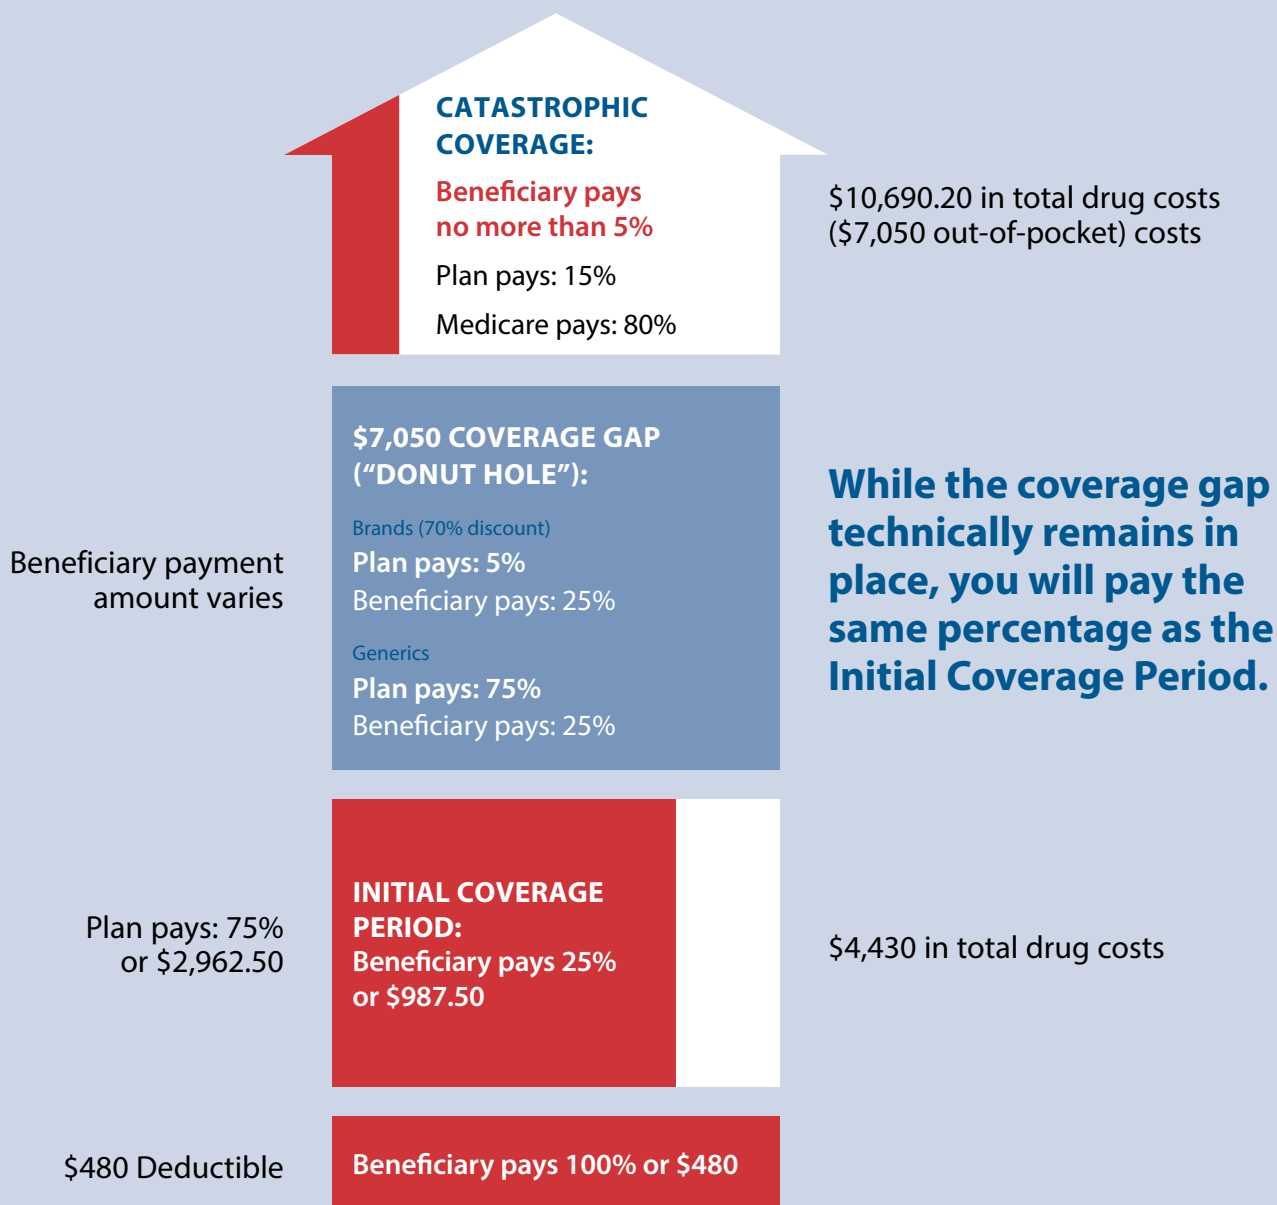 CATASTROPHIC
COVERAGE:
Beneficiary pays
no more than 5%
Plan pays: 15%
Medicare pays: 80%
$10,690.20 in total drug costs
($7,050 out-of-pocket) costs
Beneficiary payment
amount varies
$7,050 COVERAGE GAP
(“DONUT HOLE”):
Brands (70% discount)
Plan pays: 5%
Beneficiary pays: 25%
Generics
Plan pays: 75%
Beneficiary pays: 25%
While the coverage gap
technically remains in
place, you will pay the
same percentage as the
Initial Coverage Period.
Plan pays: 75%
or $2,962.50
INITIAL COVERAGE
PERIOD:
Beneficiary pays 25%
or $987.50
$4,430 in total drug costs
$480 Deductible
Beneficiary pays 100% or $480